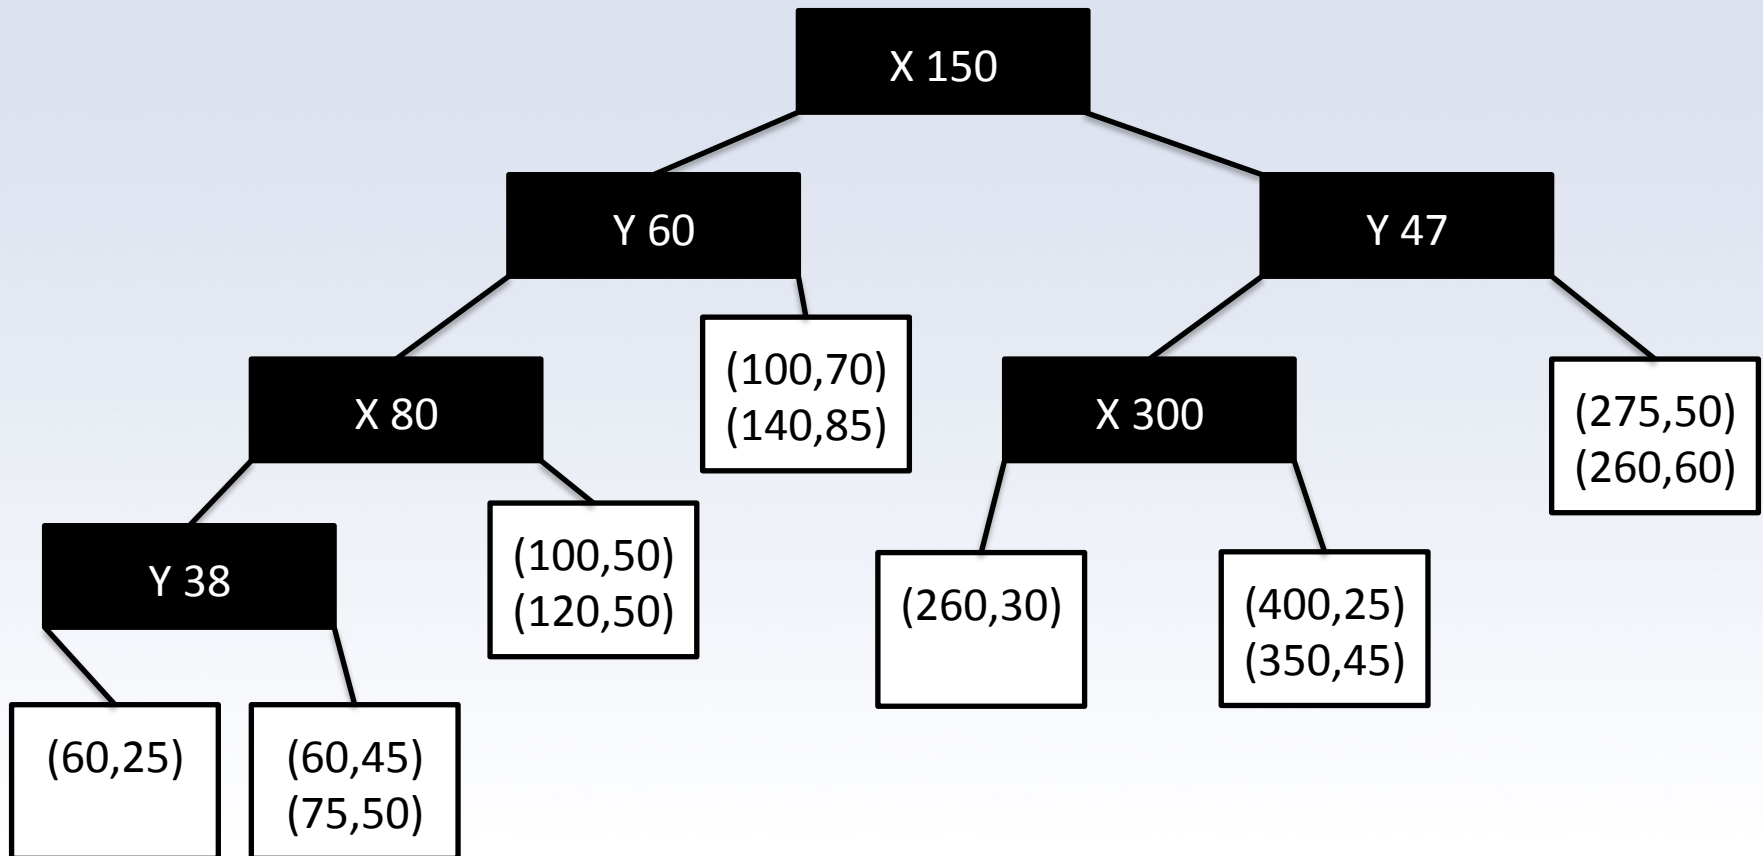 X 150
Y 60
Y 47
X 80
(100,70)
(140,85)
X 300
(275,50)
(260,60)
Y 38
(100,50)
(120,50)
(260,30)
(400,25)
(350,45)
(60,25)
(60,45)
(75,50)